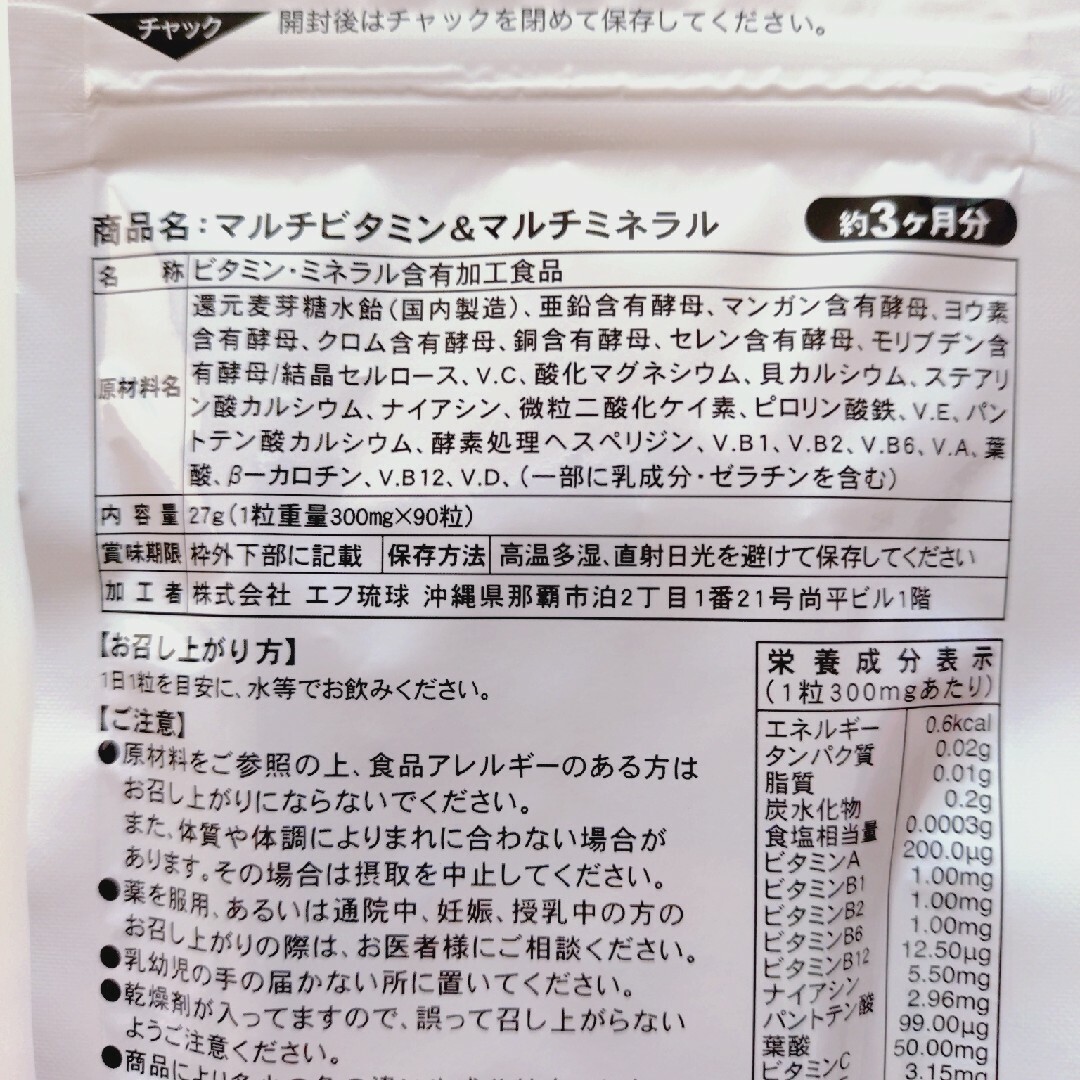 チャック
開封後はチャックを閉めて保存してください。
商品名:マルチビタミン&マルチミネラル
約3ヶ月分
名 称 ビタミン・ミネラル含有加工食品
原材料名
還元麦芽糖水飴(国内製造)、亜鉛含有酵母、マンガン含有酵母、ヨウ素
含有酵母、クロム含有酵母、銅含有酵母、セレン含有酵母、モリブデン含
有酵母/結晶セルロース、V.C、酸化マグネシウム、貝カルシウム、ステアリ
ン酸カルシウム、ナイアシン、微粒二酸化ケイ素、ピロリン酸鉄、V.E、パン
トテン酸カルシウム、酵素処理ヘスペリジン、V.B1、V.B2、V.B6、V.A、葉
酸、βーカロチン、V.B12、V.D、(一部に乳成分・ゼラチンを含む)
内容量 27g(1粒重量300mg×90粒)
賞味期限 枠外下部に記載 保存方法 高温多湿、直射日光を避けて保存してください
加工者 株式会社 エフ琉球 沖縄県那覇市泊2丁目1番21号尚平ビル1階
【お召し上がり方】
1日1粒を目安に、水等でお飲みください。
【ご注意】
●原材料をご参照の上、食品アレルギーのある方は
お召し上がりにならないでください。
また、体質や体調によりまれに合わない場合が
あります。その場合は摂取を中止してください。
●薬を服用、あるいは通院中、妊娠、授乳中の方の
お召し上がりの際は、お医者様にご相談ください。
●乳幼児の手の届かない所に置いてください。
●乾燥剤が入ってますので、誤って召し上がらない
ようご注意ください。
●商品により
栄養成分表示
(1粒300mgあたり)
エネルギー 0.6kcal
タンパク質 0.02g
脂質 0.01g
炭水化物 0.2g
食塩相当量 0.0003g
ビタミンA 200.0μg
ビタミンB1 1.00mg
ビタミンB2 1.00mg
ビタミンB6 1.00mg
ビタミンB12 12.50μg
ナイアシン 5.50mg
パントテン酸 2.96mg
葉酸 99.00μg
ビタミンC 50.00mg
3.15mg